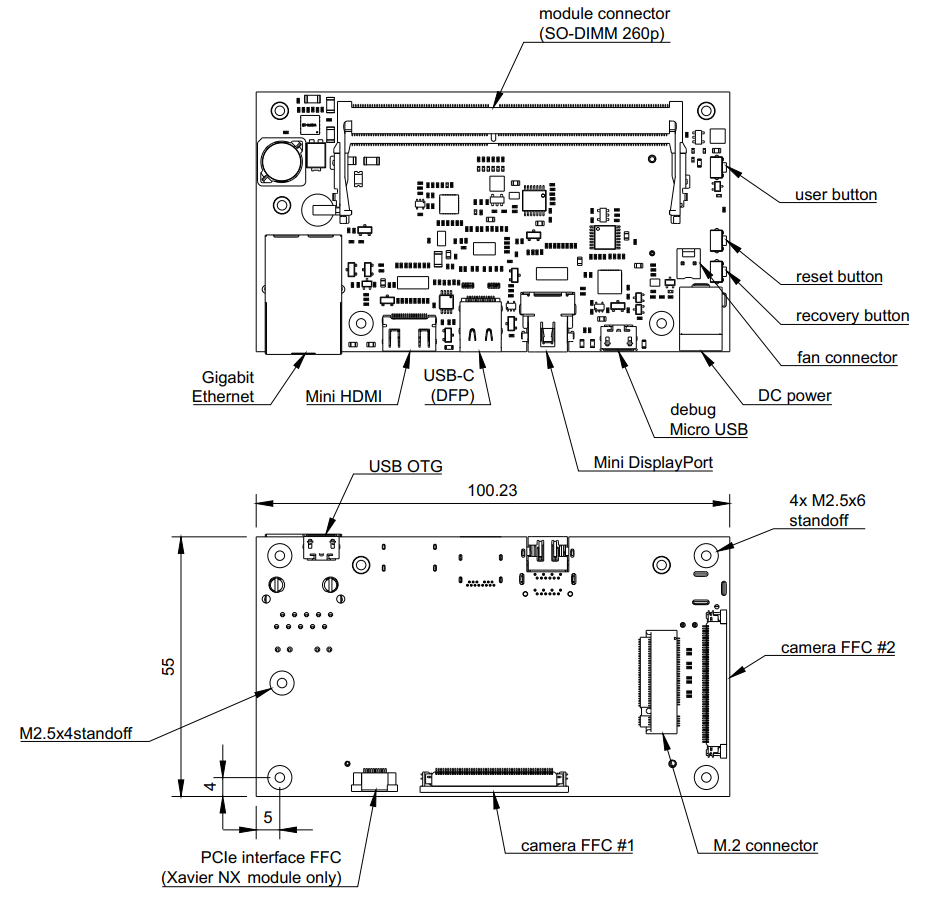 module connector
(SO-DIMM 260p)
user button
reset button
recovery button
fan connector
Gigabit
Ethernet
Mini HDMI
USB-C
(DFP)
DC power
debug
Micro USB
Mini DisplayPort
USB OTG
100.23
4x M2.5x6
standoff
55
camera FFC #2
M2.5x4standoff
4
5
PCIe interface FFC
(Xavier NX module only)
camera FFC #1
M.2 connector